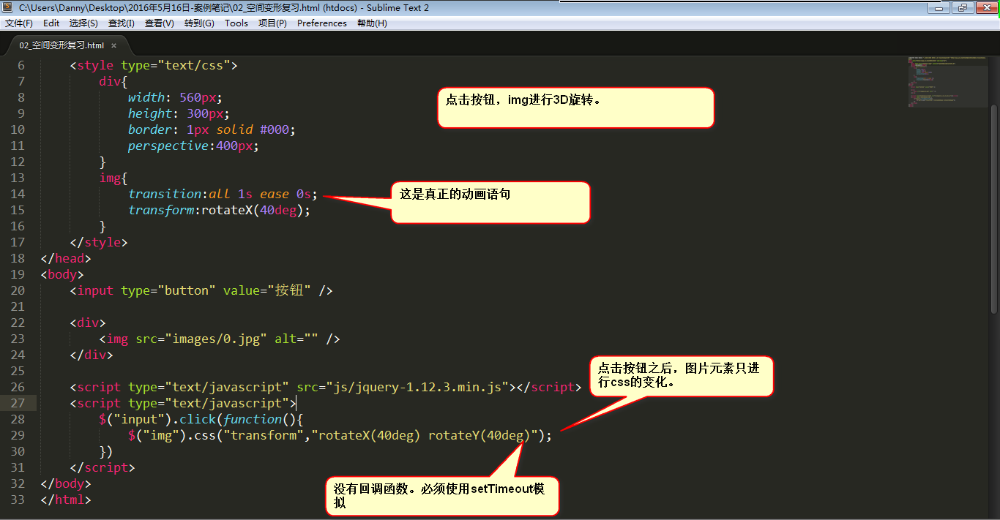 C:\Users\Danny\Desktop\2016年5月16日-案例笔记\02_空间变形复习.html (htdocs) - Sublime Text 2
文件(F) Edit 选择(S) 查找(I) 查看(V) 转到(G) Tools 项目(P) Preferences 帮助(H)
02_空间变形复习.html ×
6 <style type="text/css">
7 div{
8 width: 560px;
9 height: 300px;
10 border: 1px solid #000;
11 perspective:400px;
12 }
13 img{
14 transition:all 1s ease 0s;
15 transform:rotateX(40deg);
16 }
17 </style>
18 </head>
19 <body>
20 <input type="button" value="按钮" />
21
22 <div>
23 <img src="images/0.jpg" alt="" />
24 </div>
25
26 <script type="text/javascript" src="js/jquery-1.12.3.min.js"></script>
27 <script type="text/javascript">
28 $("input").click(function(){
29 $("img").css("transform","rotateX(40deg) rotateY(40deg)");
30 })
31 </script>
32 </body>
33 </html>
点击按钮，img进行3D旋转。
这是真正的动画语句
点击按钮之后，图片元素只进
行css的变化。
没有回调函数。必须使用setTimeout模
拟